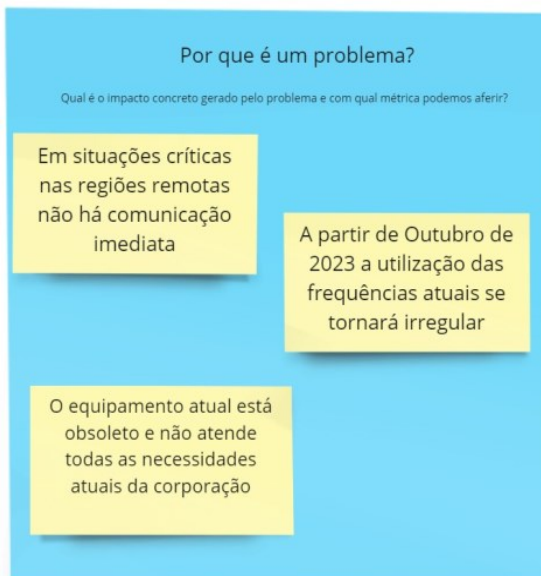 Por que é um problema?
Qual é o impacto concreto gerado pelo problema e com qual métrica podemos aferir?
Em situações críticas
nas regiões remotas
não há comunicação
imediata
A partir de Outubro de
2023 a utilização das
frequências atuais se
tornará irregular
O equipamento atual está
obsoleto e não atende
todas as necessidades
atuais da corporação